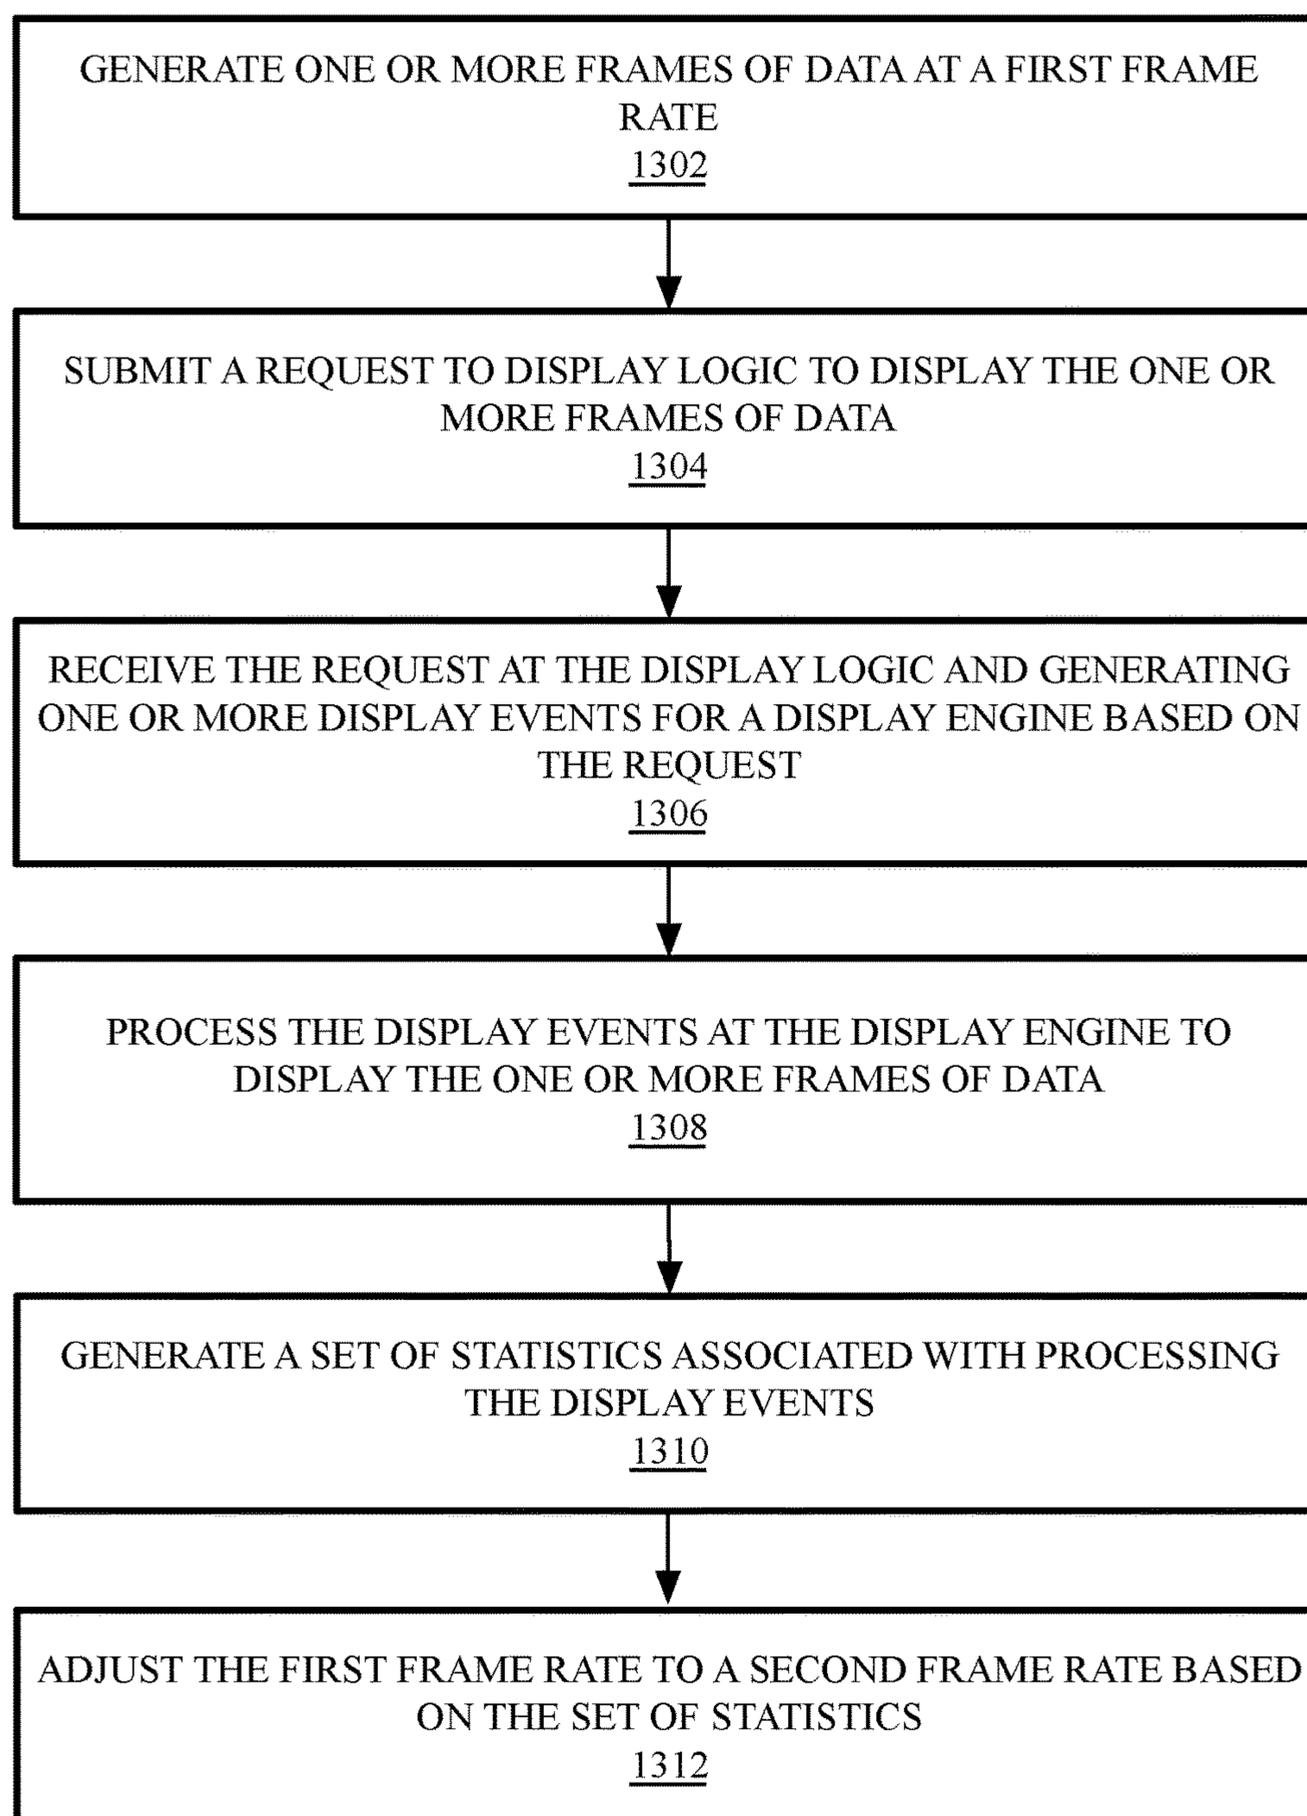 GENERATE ONE OR MORE FRAMES OF DATA AT A FIRST FRAME
RATE
1302
SUBMIT A REQUEST TO DISPLAY LOGIC TO DISPLAY THE ONE OR
MORE FRAMES OF DATA
1304
RECEIVE THE REQUEST AT THE DISPLAY LOGIC AND GENERATING
ONE OR MORE DISPLAY EVENTS FOR A DISPLAY ENGINE BASED ON
THE REQUEST
1306
PROCESS THE DISPLAY EVENTS AT THE DISPLAY ENGINE TO
DISPLAY THE ONE OR MORE FRAMES OF DATA
1308
GENERATE A SET OF STATISTICS ASSOCIATED WITH PROCESSING
THE DISPLAY EVENTS
1310
ADJUST THE FIRST FRAME RATE TO A SECOND FRAME RATE BASED
ON THE SET OF STATISTICS
1312